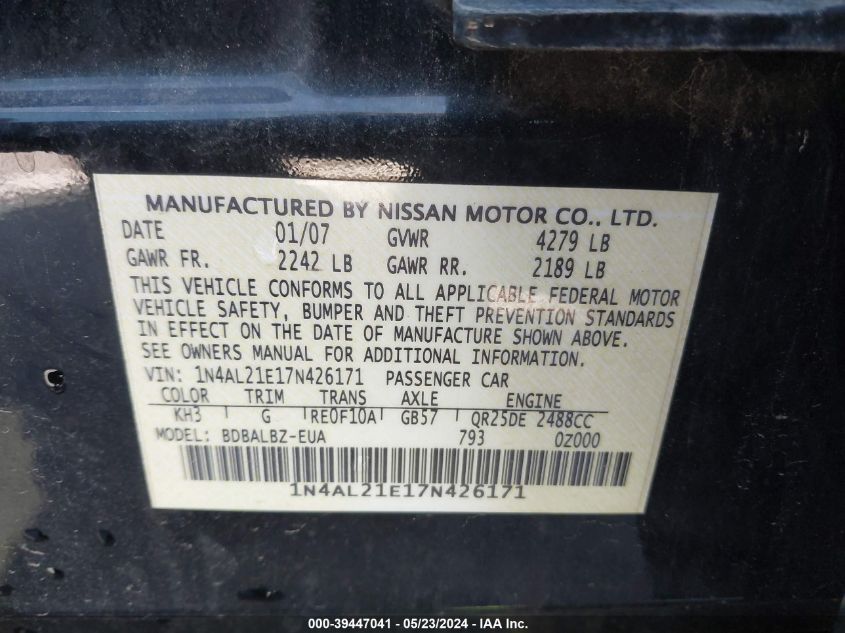 MANUFACTURED BY NISSAN MOTOR CO., LTD.
DATE 01/07 GVWR 4279 LB
GAWR FR. 2242 LB GAWR RR. 2189 LB
THIS VEHICLE CONFORMS TO ALL APPLICABLE FEDERAL MOTOR
VEHICLE SAFETY, BUMPER AND THEFT PREVENTION STANDARDS
IN EFFECT ON THE DATE OF MANUFACTURE SHOWN ABOVE.
SEE OWNERS MANUAL FOR ADDITIONAL INFORMATION.
VIN: 1N4AL21E17N426171 PASSENGER CAR
COLOR TRIM TRANS AXLE ENGINE
KH3 G RE0F10A GB57 QR25DE 2488CC
MODEL: BDBALBZ-EUA 793 0Z000
1N4AL21E17N426171
000-39447041 - 05/23/2024 - IAA Inc.